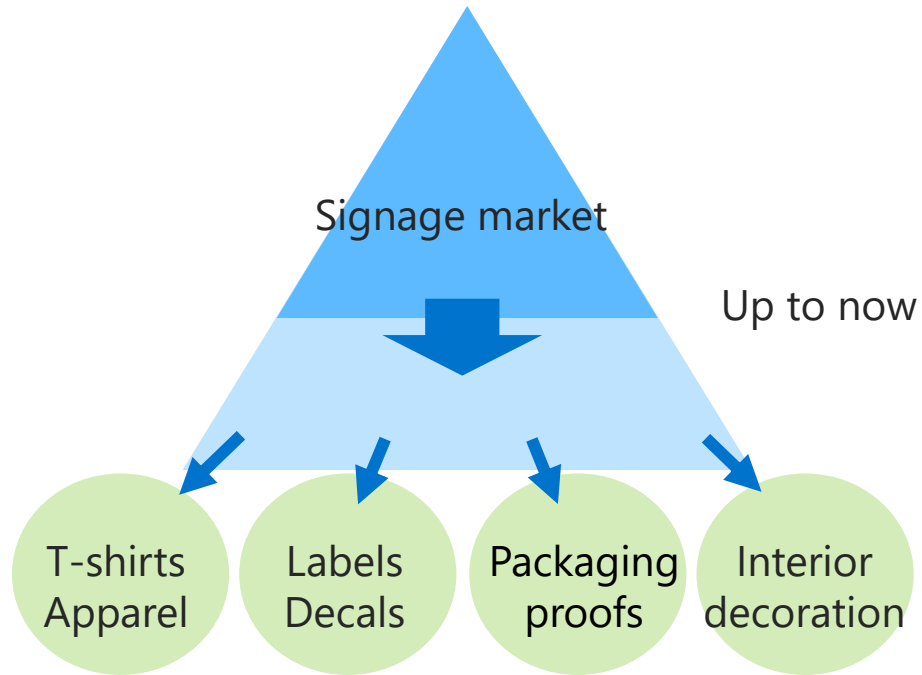 Signage market
Up to now
T-shirts
Apparel
Labels
Decals
Packaging
proofs
Interior
decoration